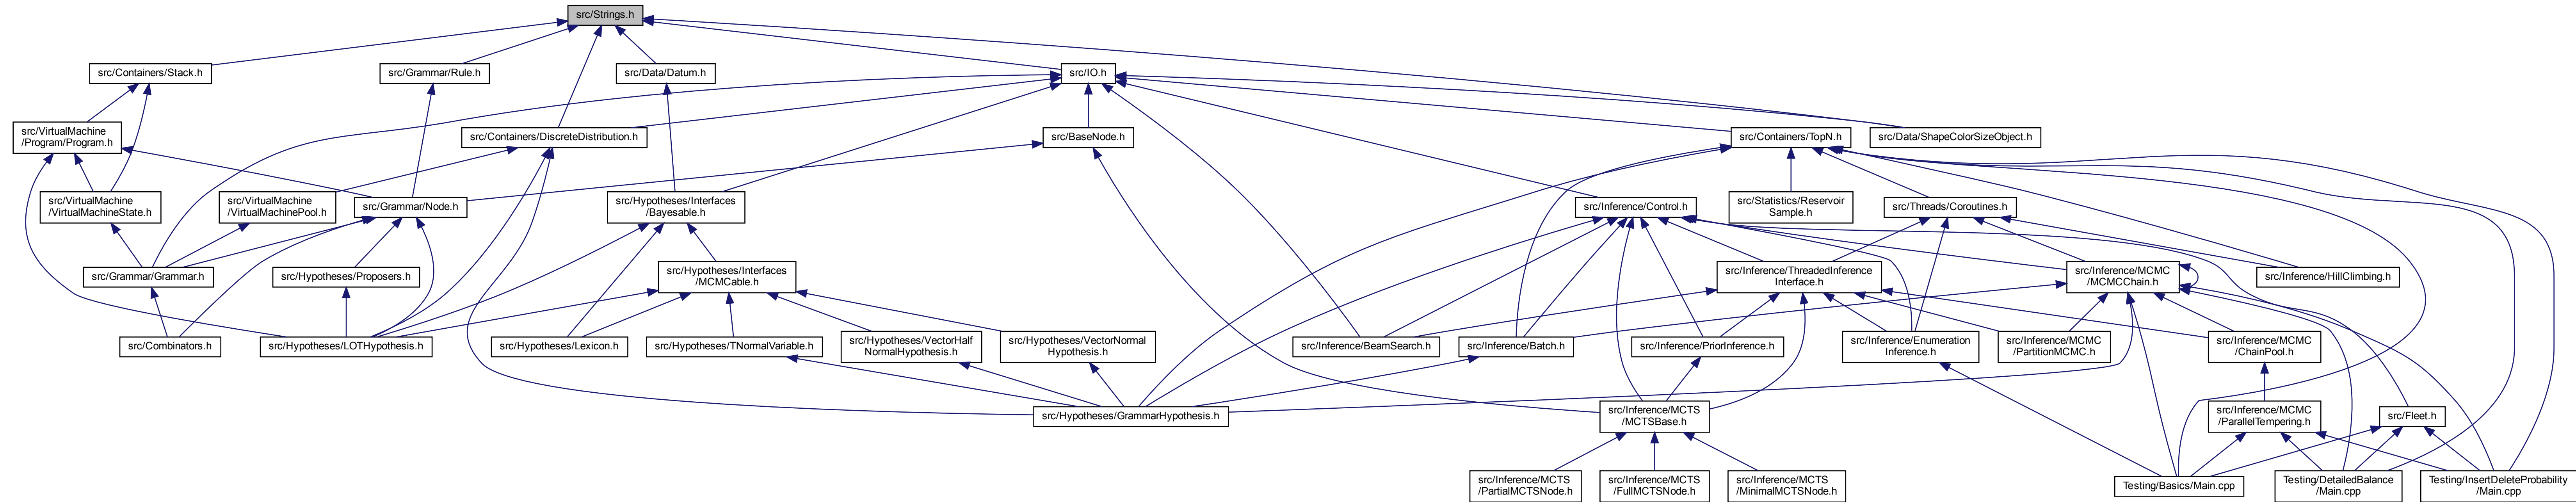 src/Strings.h
src/Containers/Stack.h
src/Grammar/Rule.h
src/Data/Datum.h
src/IO.h
src/VirtualMachine
/Program/Program.h
src/Containers/DiscreteDistribution.h
src/BaseNode.h
src/Containers/TopN.h
src/Data/ShapeColorSizeObject.h
src/VirtualMachine
/VirtualMachineState.h
src/VirtualMachine
/VirtualMachinePool.h
src/Grammar/Node.h
src/Hypotheses/Interfaces
/Bayesable.h
src/Inference/Control.h
src/Statistics/Reservoir
Sample.h
src/Threads/Coroutines.h
src/Grammar/Grammar.h
src/Hypotheses/Proposers.h
src/Hypotheses/Interfaces
/MCMCable.h
src/Inference/ThreadedInference
Interface.h
src/Inference/MCMC
/MCMCChain.h
src/Inference/HillClimbing.h
src/Combinators.h
src/Hypotheses/LOTHypothesis.h
src/Hypotheses/Lexicon.h
src/Hypotheses/TNormalVariable.h
src/Hypotheses/VectorHalf
NormalHypothesis.h
src/Hypotheses/VectorNormal
Hypothesis.h
src/Inference/BeamSearch.h
src/Inference/Batch.h
src/Inference/PriorInference.h
src/Inference/Enumeration
Inference.h
src/Inference/MCMC
/PartitionMCMC.h
src/Inference/MCMC
/ChainPool.h
src/Hypotheses/GrammarHypothesis.h
src/Inference/MCTS
/MCTSBase.h
src/Inference/MCMC
/ParallelTempering.h
src/Fleet.h
src/Inference/MCTS
/PartialMCTSNode.h
src/Inference/MCTS
/FullMCTSNode.h
src/Inference/MCTS
/MinimalMCTSNode.h
Testing/Basics/Main.cpp
Testing/DetailedBalance
/Main.cpp
Testing/InsertDeleteProbability
/Main.cpp